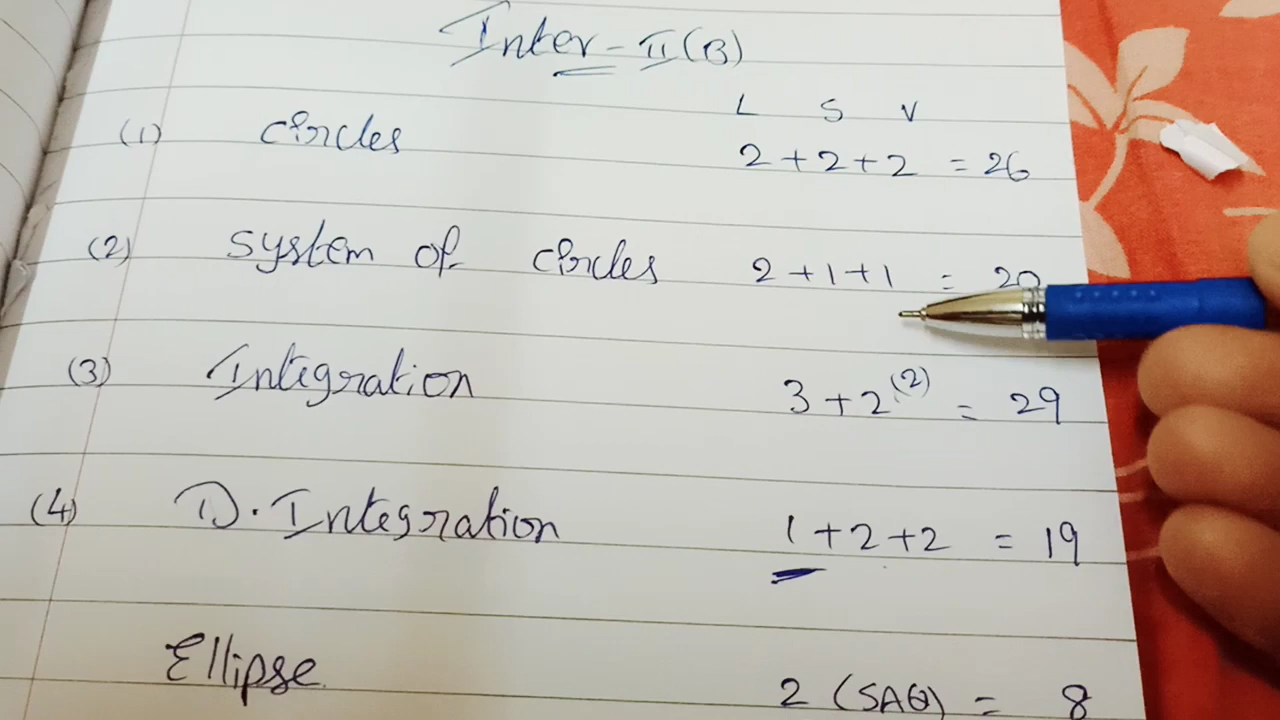 Inter - II (B)
L S V
(1) circles 2 + 2 + 2 = 26
(2) system of circles 2 + 1 + 1 = 20
(3) Integration 3 + 2 (2) = 29
(4) D. Integration 1 + 2 + 2 = 19
Ellipse 2 (SAQ) = 8